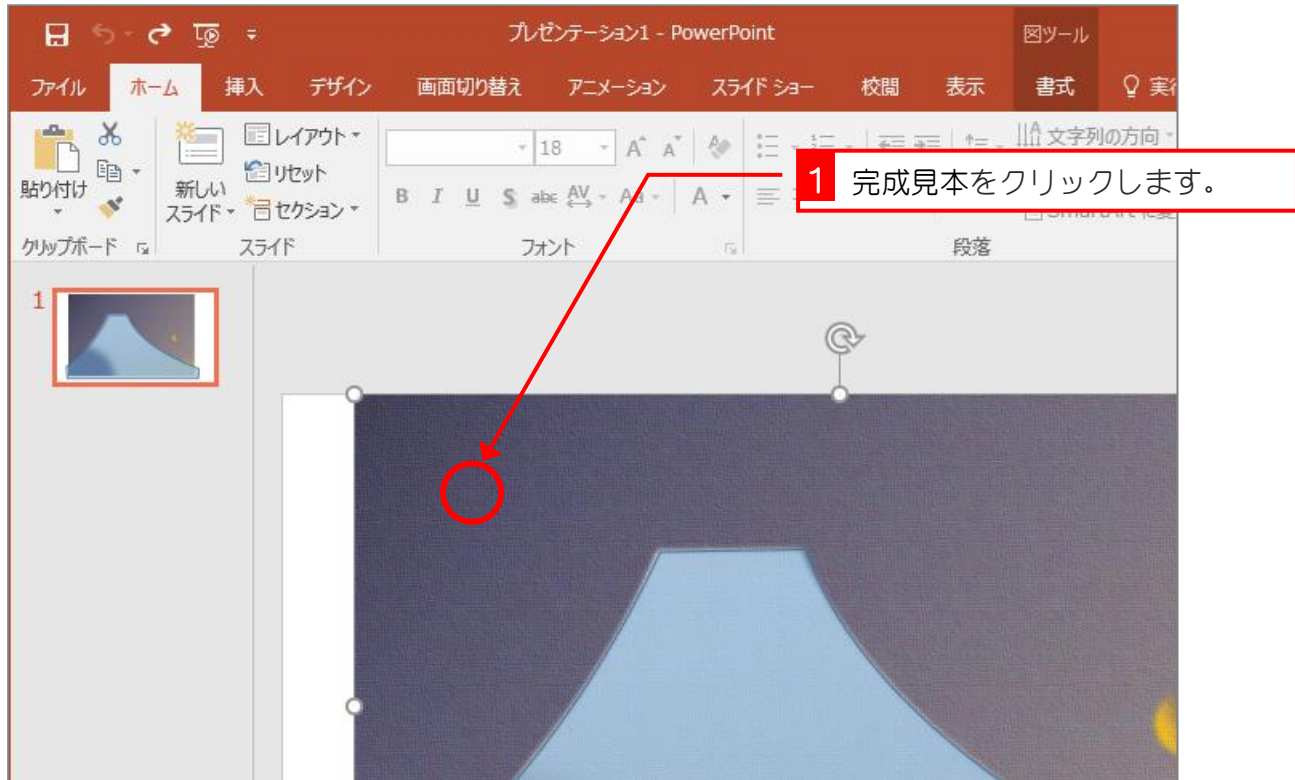 プレゼンテーション1 - PowerPoint
図ツール
ファイル ホーム 挿入 デザイン 画面切り替え アニメーション スライド ショー 校閲 表示 書式
貼り付け
新しい
スライド
レイアウト
リセット
セクション
18
文字列の方向
B I U S abc AV Aa A
クリップボード スライド フォント 段落
1 完成見本をクリックします。
1